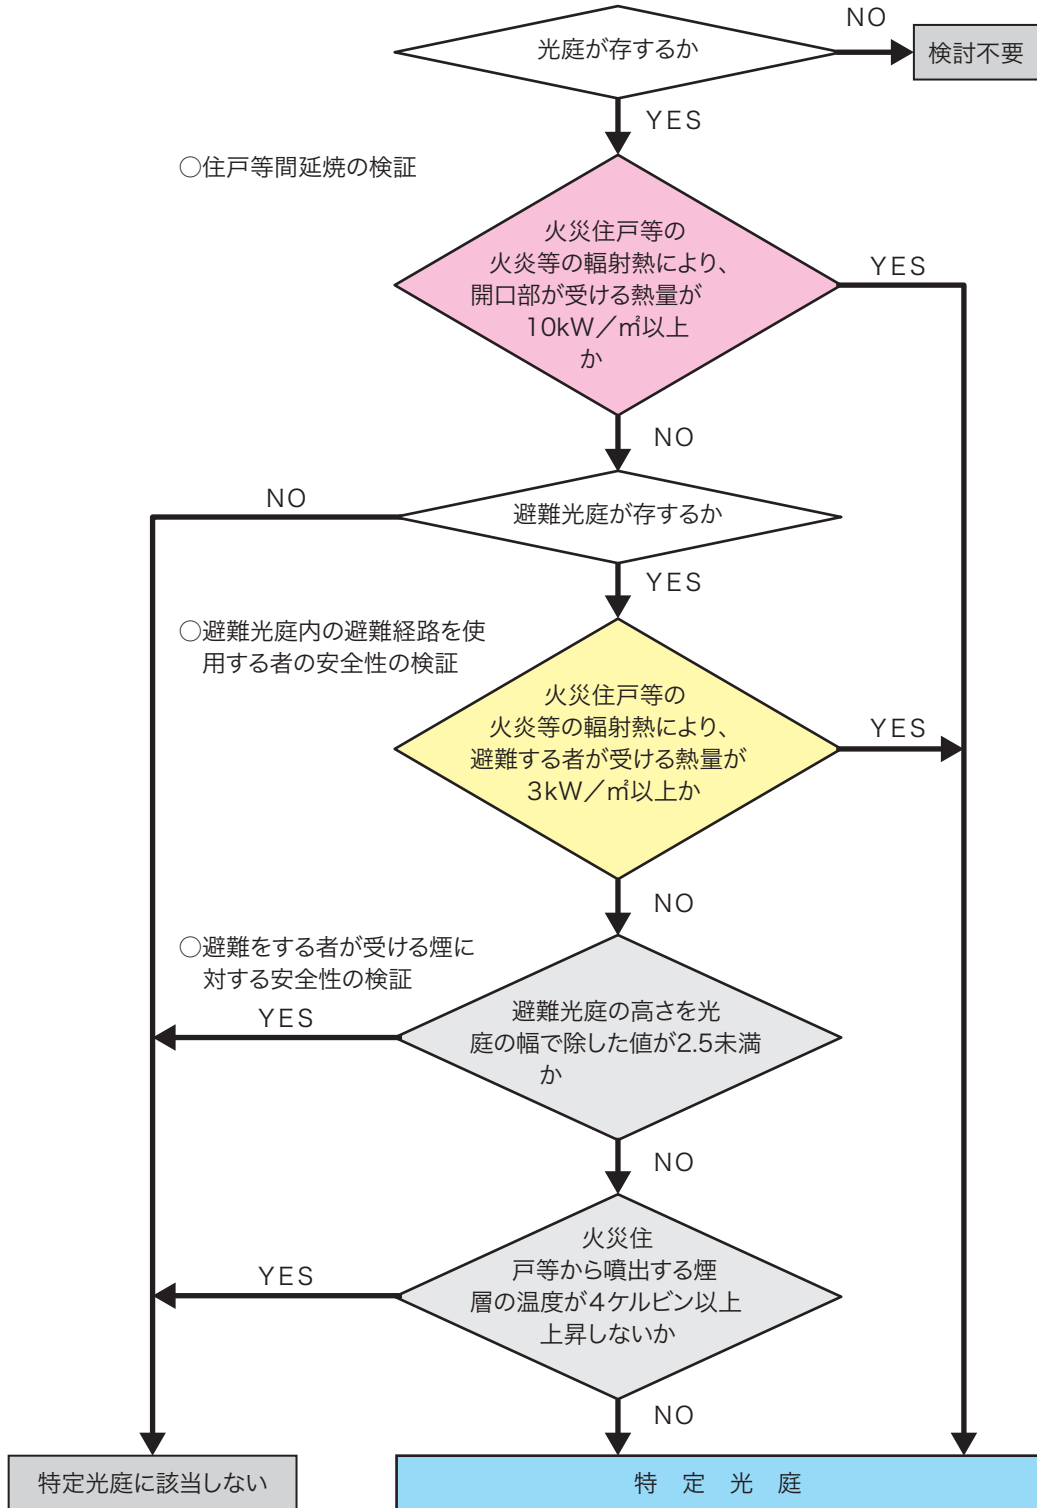 光庭が存するか
NO
検討不要
YES
○住戸等間延焼の検証
火災住戸等の
火炎等の輻射熱により、
開口部が受ける熱量が
10kW／㎡以上
か
YES
NO
避難光庭が存するか
NO
YES
○避難光庭内の避難経路を使
用する者の安全性の検証
火災住戸等の
火炎等の輻射熱により、
避難する者が受ける熱量が
3kW／㎡以上か
YES
NO
○避難をする者が受ける煙に
対する安全性の検証
避難光庭の高さを光
庭の幅で除した値が2.5未満
か
YES
NO
火災住
戸等から噴出する煙
層の温度が4ケルビン以上
上昇しないか
YES
NO
特定光庭に該当しない
特 定 光 庭